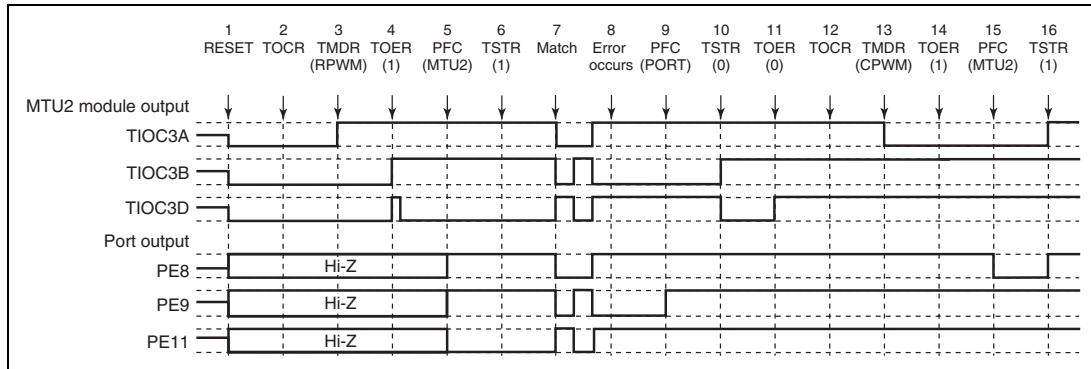 1 2 3 4 5 6 7 8 9 10 11 12 13 14 15 16
RESET TOCR TMDR TOER PFC TSTR Match Error PFC TSTR TOER TOCR TMDR TOER PFC TSTR
(RPWM) (1) (MTU2) (1) occurs (PORT) (0) (0) (CPWM) (1) (MTU2) (1)
MTU2 module output
TIOC3A
TIOC3B
TIOC3D
Port output
PE8 Hi-Z
PE9 Hi-Z
PE11 Hi-Z